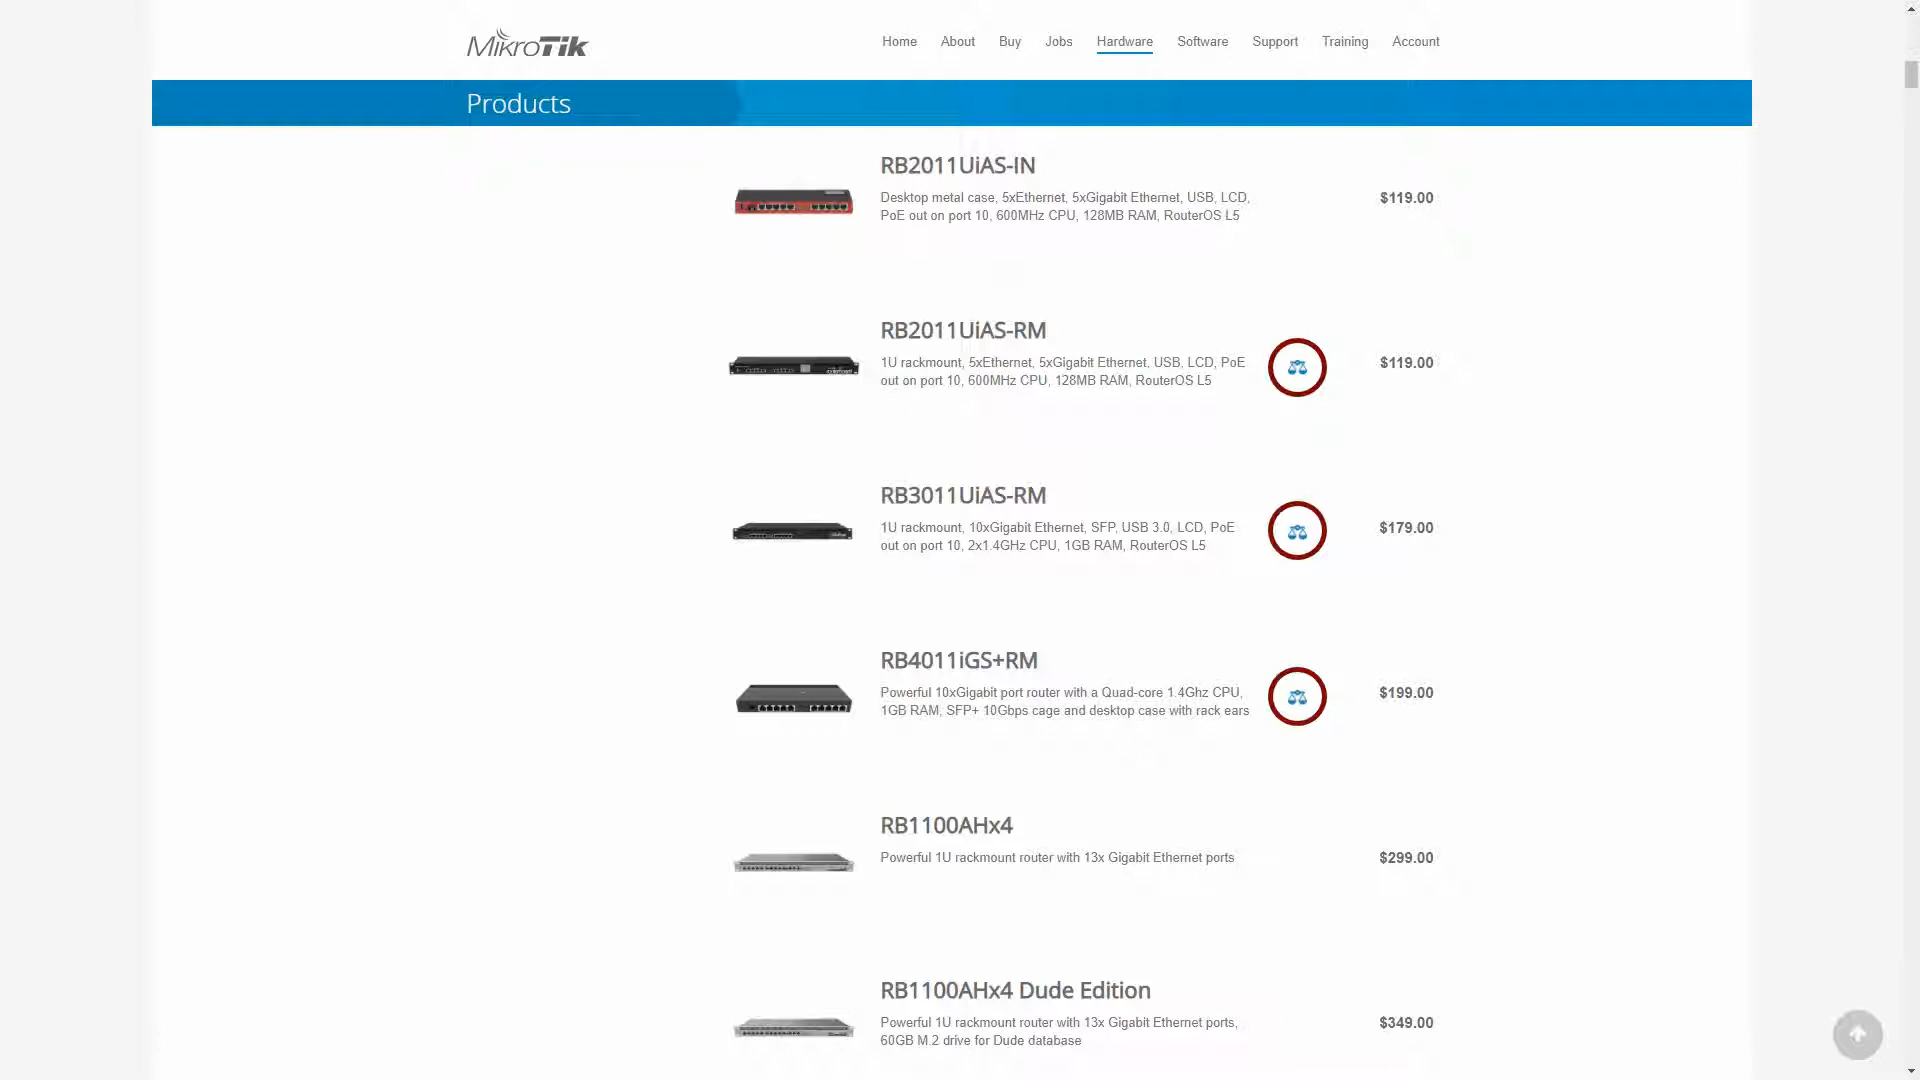 MikroTik
Home About Buy Jobs Hardware Software Support Training Account
Products
RB2011UiAS-IN
Desktop metal case, 5xEthernet, 5xGigabit Ethernet, USB, LCD,
PoE out on port 10, 600MHz CPU, 128MB RAM, RouterOS L5
$119.00
RB2011UiAS-RM
1U rackmount, 5xEthernet, 5xGigabit Ethernet, USB, LCD, PoE
out on port 10, 600MHz CPU, 128MB RAM, RouterOS L5
$119.00
RB3011UiAS-RM
1U rackmount, 10xGigabit Ethernet, SFP, USB 3.0, LCD, PoE
out on port 10, 2x1.4GHz CPU, 1GB RAM, RouterOS L5
$179.00
RB4011iGS+RM
Powerful 10xGigabit port router with a Quad-core 1.4Ghz CPU,
1GB RAM, SFP+ 10Gbps cage and desktop case with rack ears
$199.00
RB1100AHx4
Powerful 1U rackmount router with 13x Gigabit Ethernet ports
$299.00
RB1100AHx4 Dude Edition
Powerful 1U rackmount router with 13x Gigabit Ethernet ports,
60GB M.2 drive for Dude database
$349.00